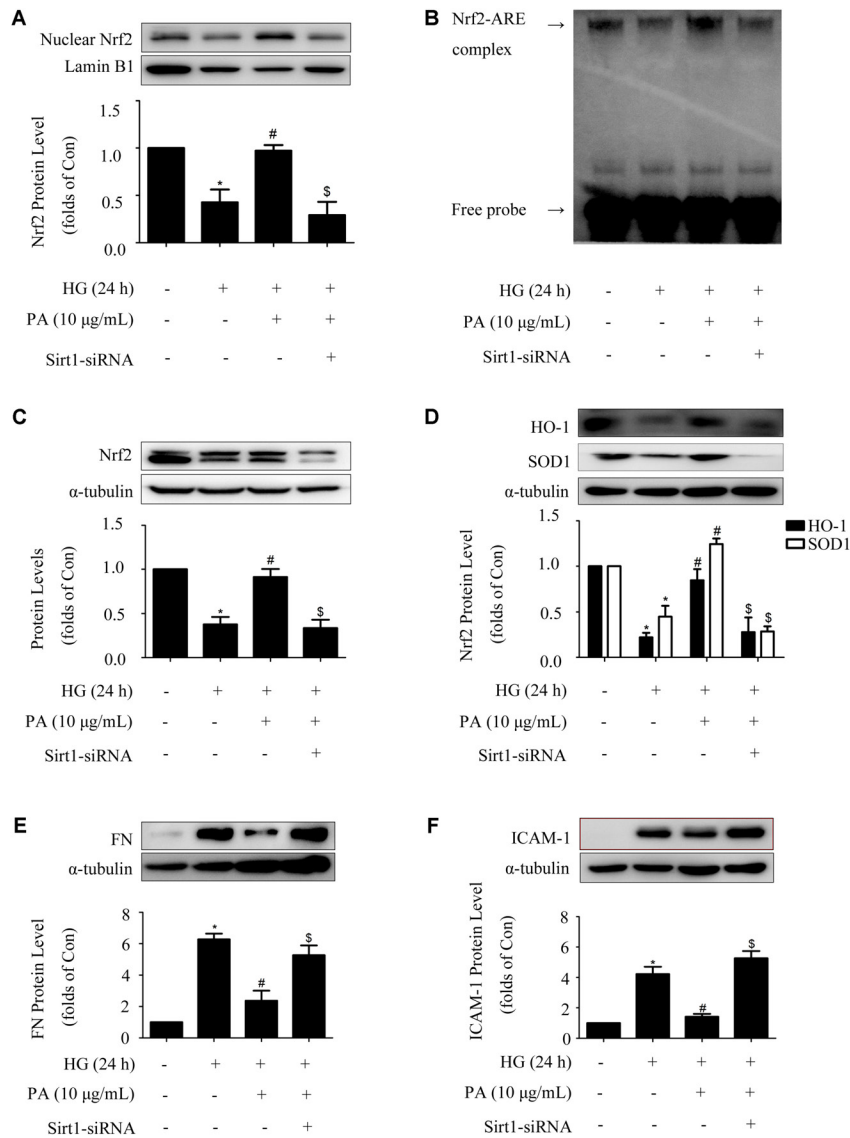 A
Nuclear Nrf2
Lamin B1
Nrf2 Protein Level
(folds of Con)
1.5
1.0
0.5
0.0
*
#
$
HG (24 h) - + + +
PA (10 μg/mL) - - + +
Sirt1-siRNA - - - +
B
Nrf2-ARE →
complex
Free probe →
HG (24 h) - + + +
PA (10 μg/mL) - - + +
Sirt1-siRNA - - - +
C
Nrf2
α-tubulin
Protein Levels
(folds of Con)
1.5
1.0
0.5
0.0
*
#
$
HG (24 h) - + + +
PA (10 μg/mL) - - + +
Sirt1-siRNA - - - +
D
HO-1
SOD1
α-tubulin
Nrf2 Protein Level
(folds of Con)
1.5
1.0
0.5
0.0
* *
# #
$ $
HO-1
SOD1
HG (24 h) - + + +
PA (10 μg/mL) - - + +
Sirt1-siRNA - - - +
E
FN
α-tubulin
FN Protein Level
(folds of Con)
8
6
4
2
0
*
#
$
HG (24 h) - + + +
PA (10 μg/mL) - - + +
Sirt1-siRNA - - - +
F
ICAM-1
α-tubulin
ICAM-1 Protein Level
(folds of Con)
8
6
4
2
0
*
#
$
HG (24 h) - + + +
PA (10 μg/mL) - - + +
Sirt1-siRNA - - - +